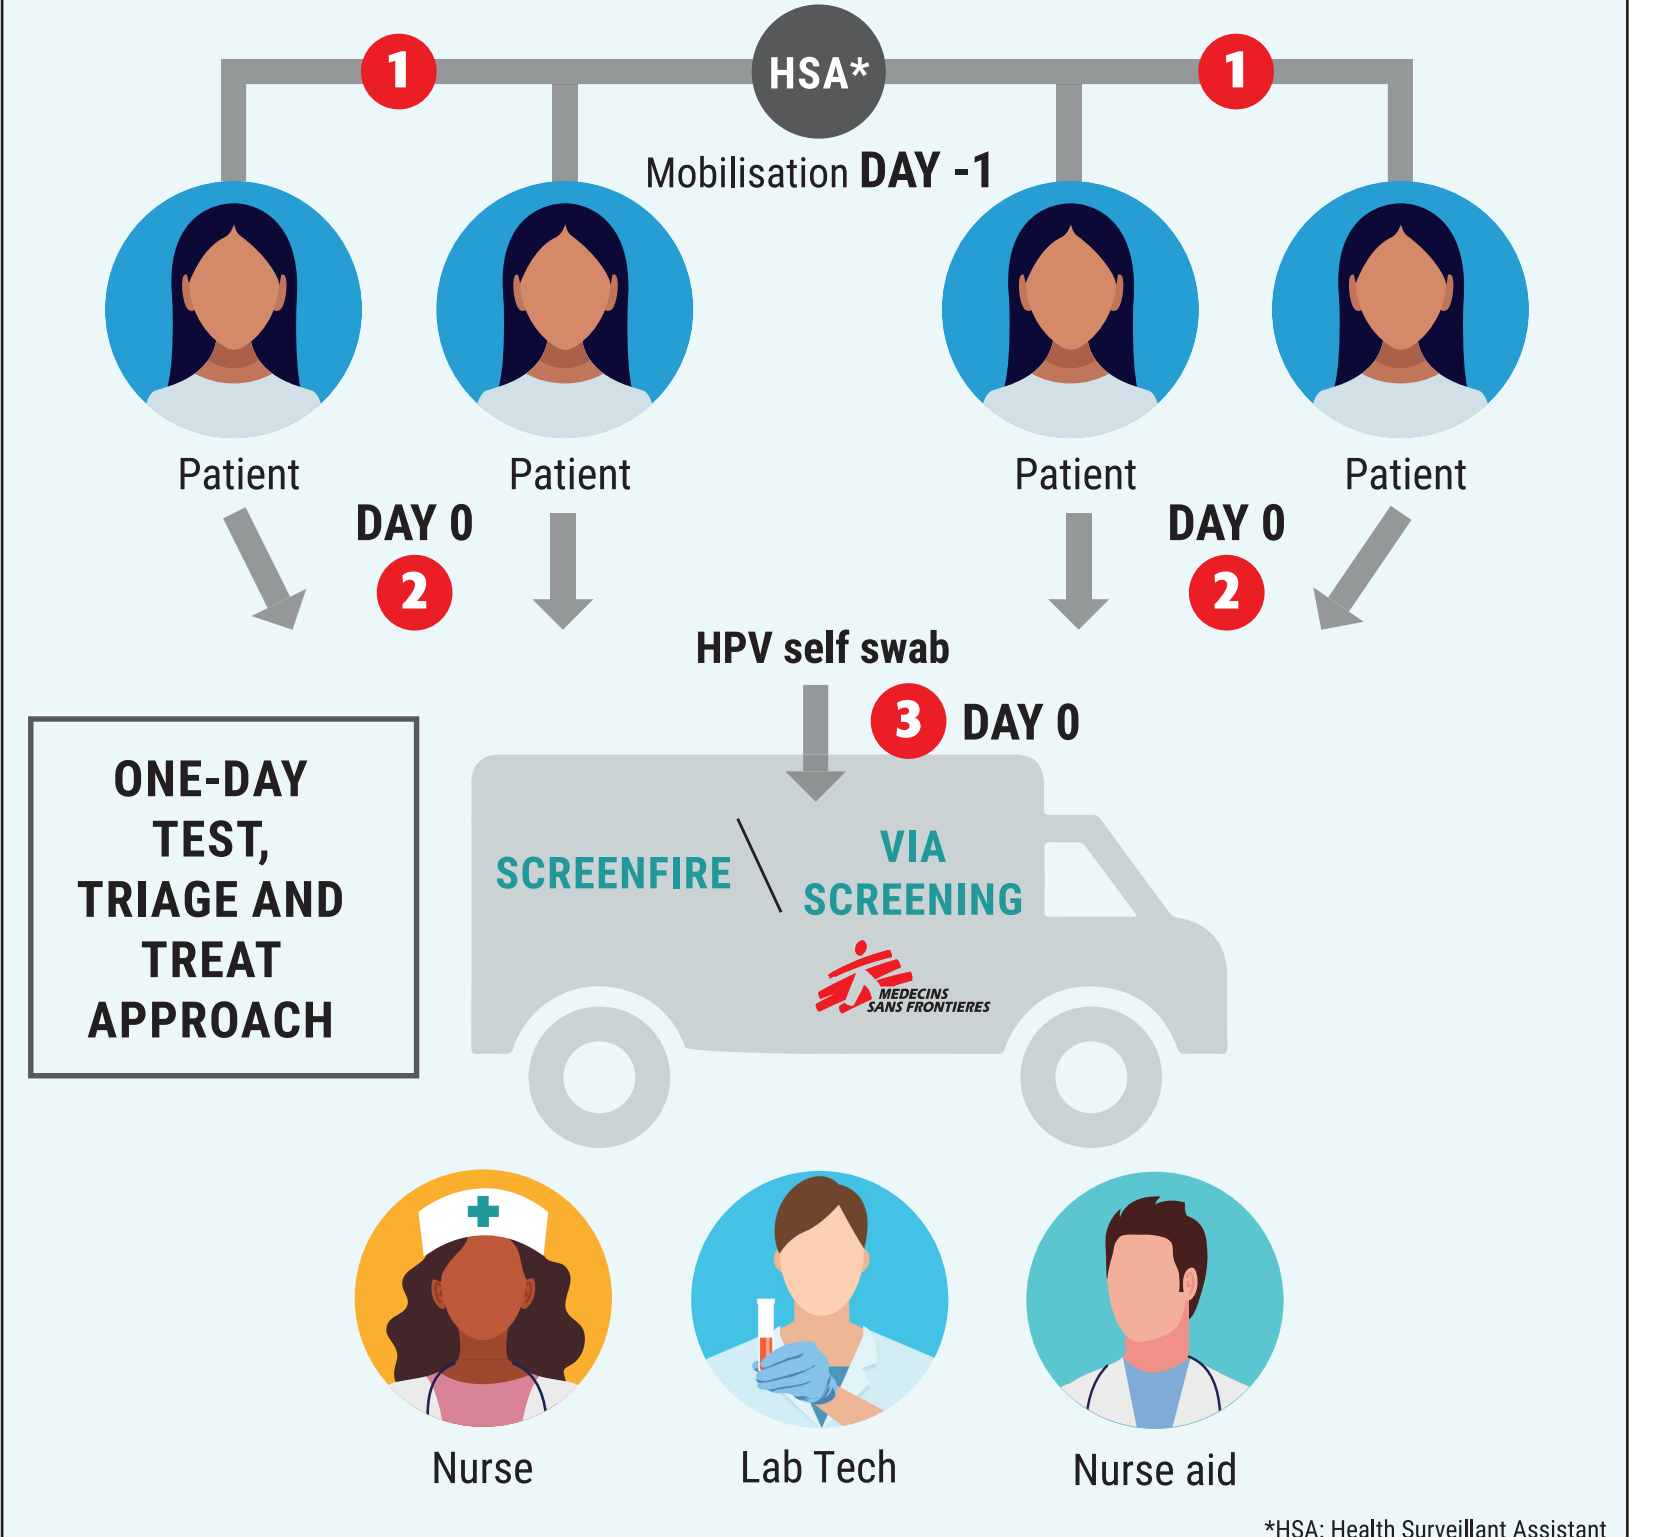 1
HSA*
1
Mobilisation DAY -1
Patient
Patient
Patient
Patient
DAY 0
DAY 0
2
2
HPV self swab
3 DAY 0
ONE-DAY
TEST,
TRIAGE AND
TREAT
APPROACH
SCREENFIRE
VIA
SCREENING
MEDECINS
SANS FRONTIERES
Nurse
Lab Tech
Nurse aid
*HSA: Health Surveillant Assistant